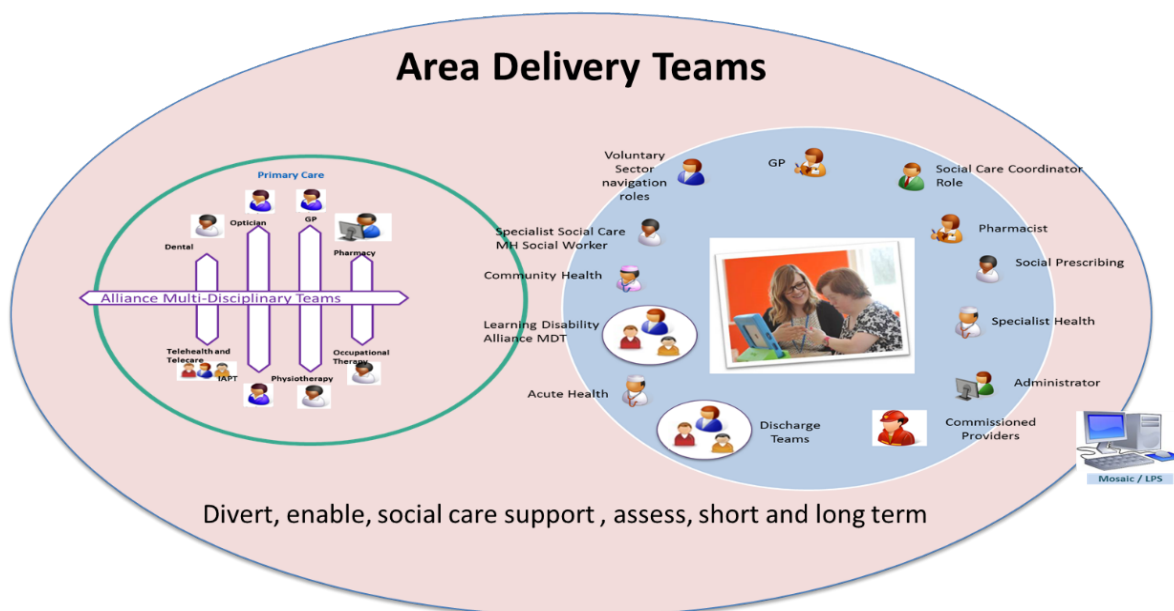 Area Delivery Teams
Primary Care
Optician
GP
Dental
Pharmacy
Alliance Multi-Disciplinary Teams
Telehealth and
Telecare
IAPT
Physiotherapy
Occupational
Therapy
Voluntary
Sector
navigation
roles
GP
Social Care Coordinator
Role
Specialist Social Care
MH Social Worker
Pharmacist
Community Health
Social Prescribing
Learning Disability
Alliance MDT
Specialist Health
Acute Health
Administrator
Discharge
Teams
Commissioned
Providers
Mosaic / LPS
Divert, enable, social care support , assess, short and long term